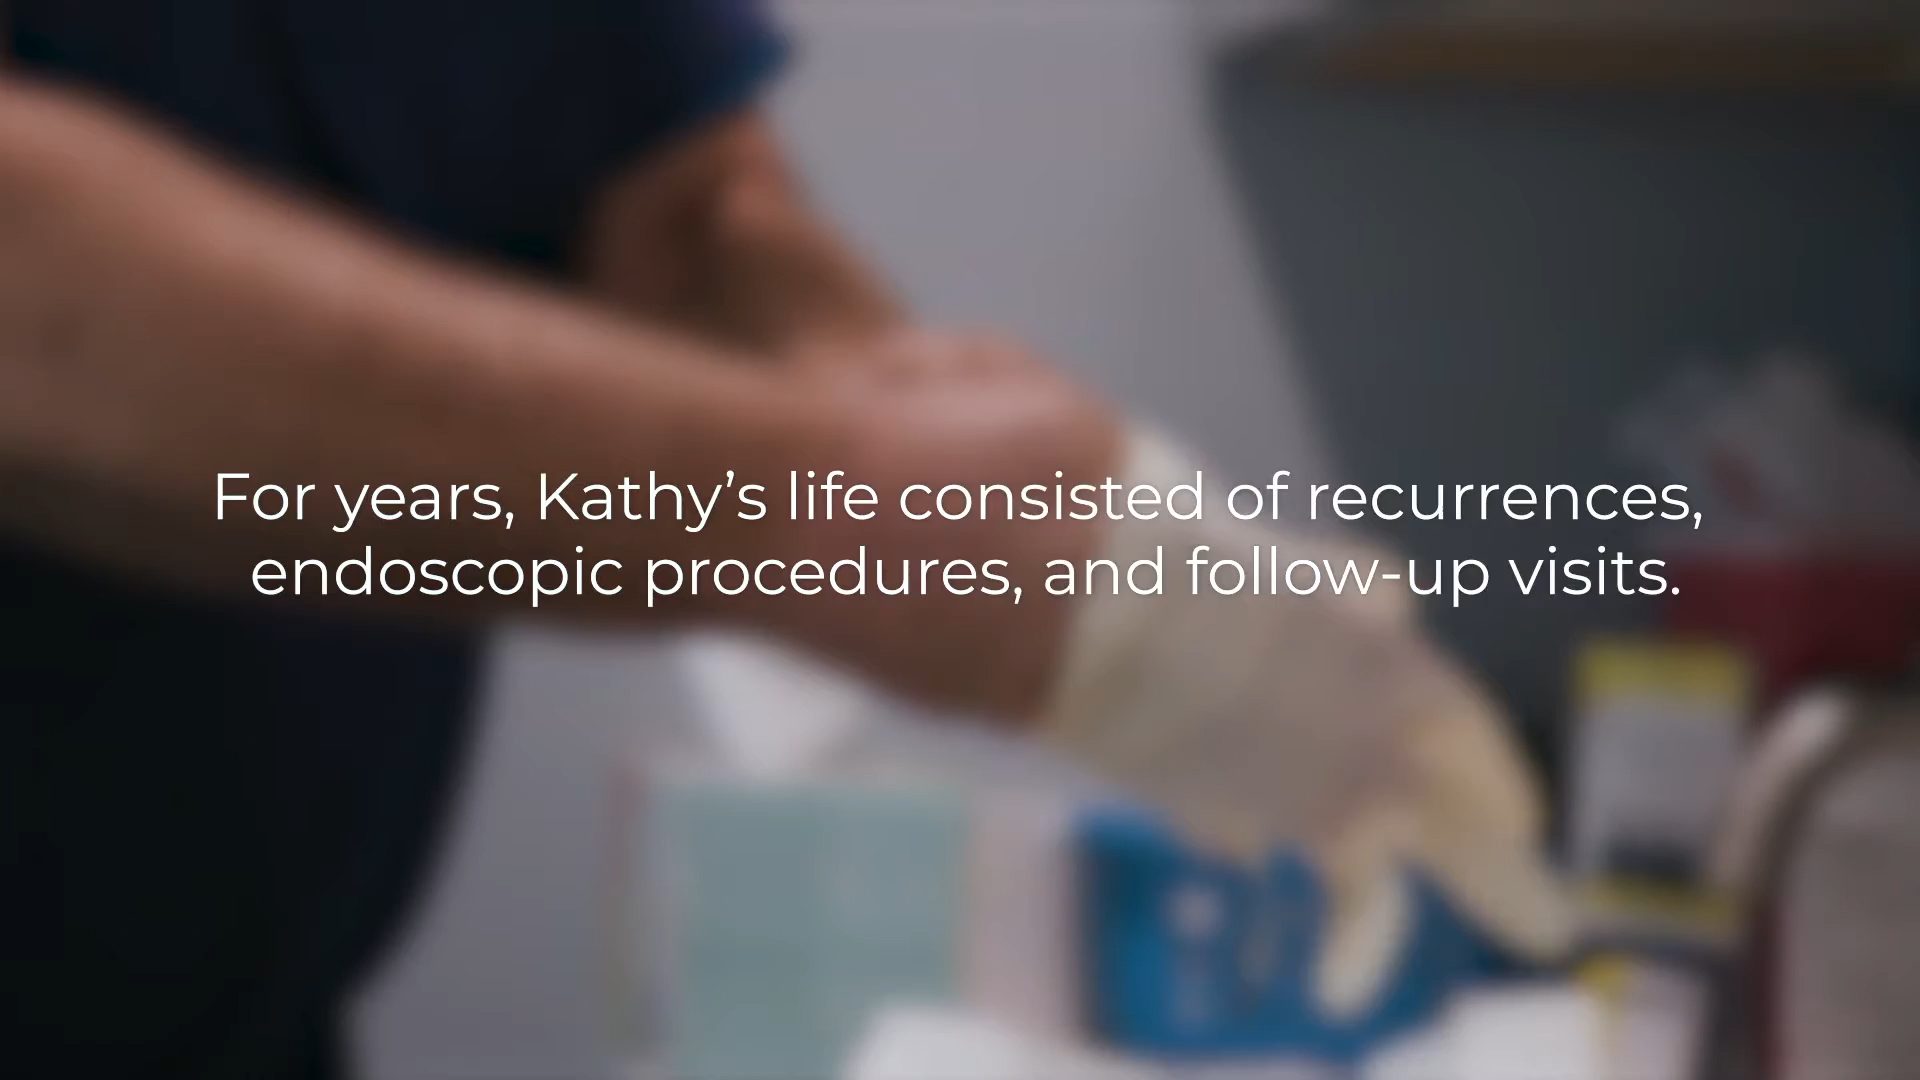 For years, Kathy’s life consisted of recurrences,
endoscopic procedures, and follow-up visits.